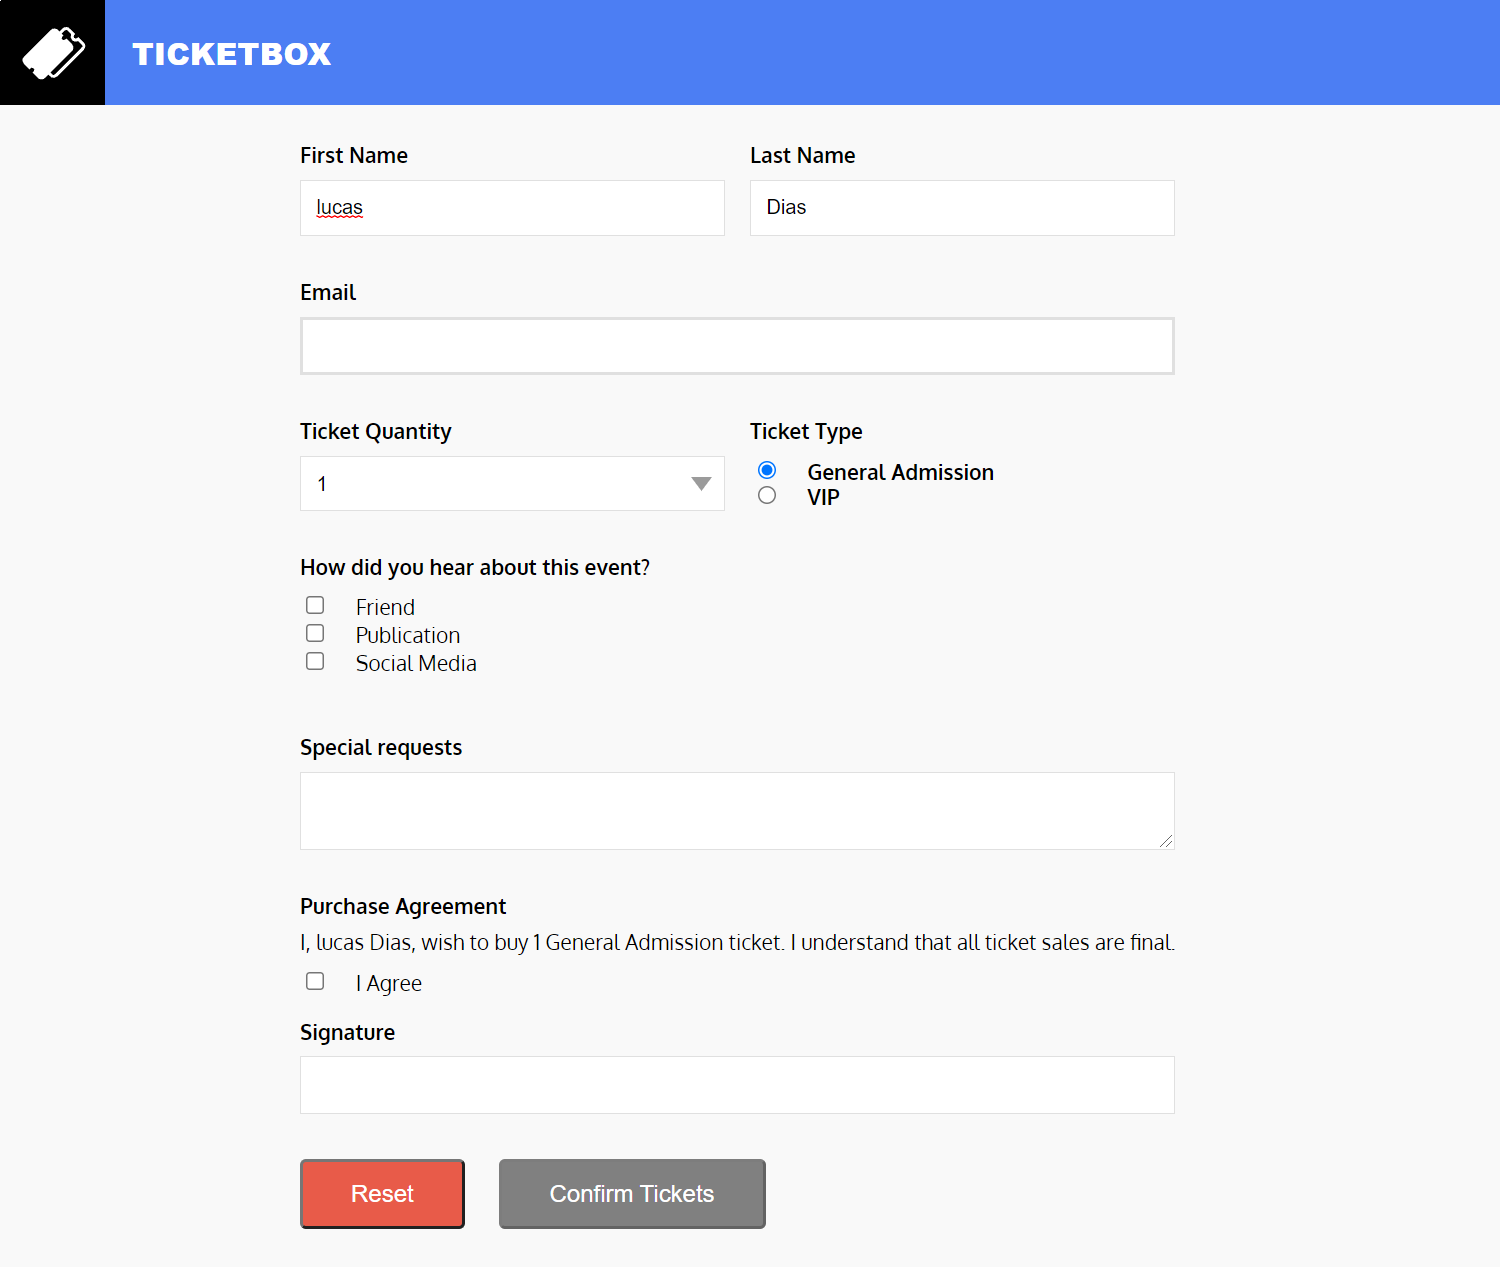 TICKETBOX
First Name
Last Name
lucas
Dias
Email
Ticket Quantity
Ticket Type
1
General Admission
VIP
How did you hear about this event?
Friend
Publication
Social Media
Special requests
Purchase Agreement
I, lucas Dias, wish to buy 1 General Admission ticket. I understand that all ticket sales are final.
I Agree
Signature
Reset
Confirm Tickets